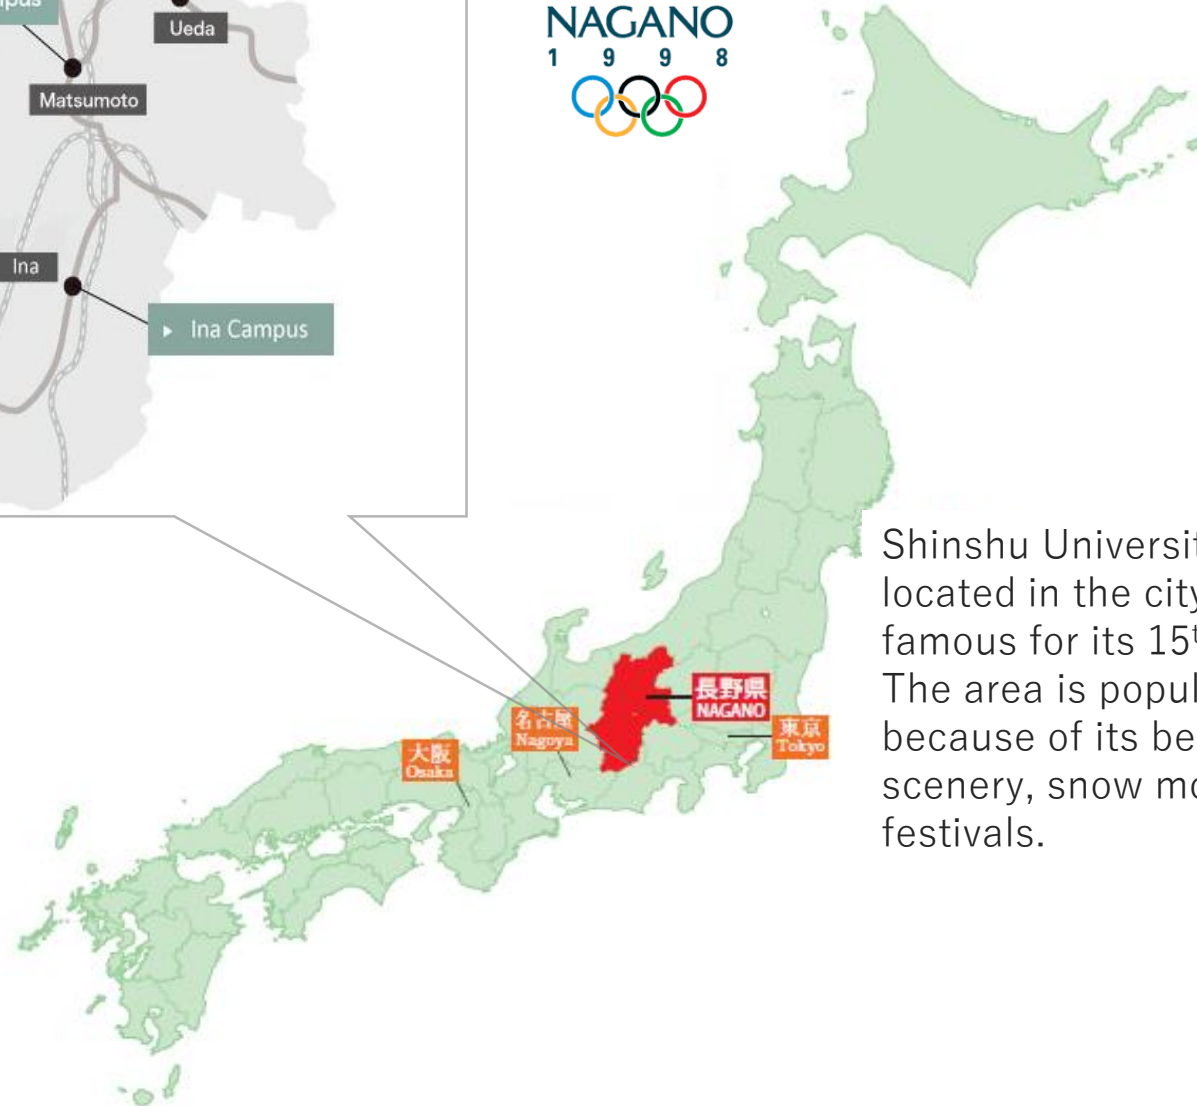 Ueda
Matsumoto
Ina
Ina Campus
NAGANO
1 9 9 8
長野県
NAGANO
名古屋
Nagoya
東京
Tokyo
大阪
Osaka
Shinshu
located in the city
famous for its 15ᵗ
The area is popul
because of its be
scenery, snow mo
festivals.